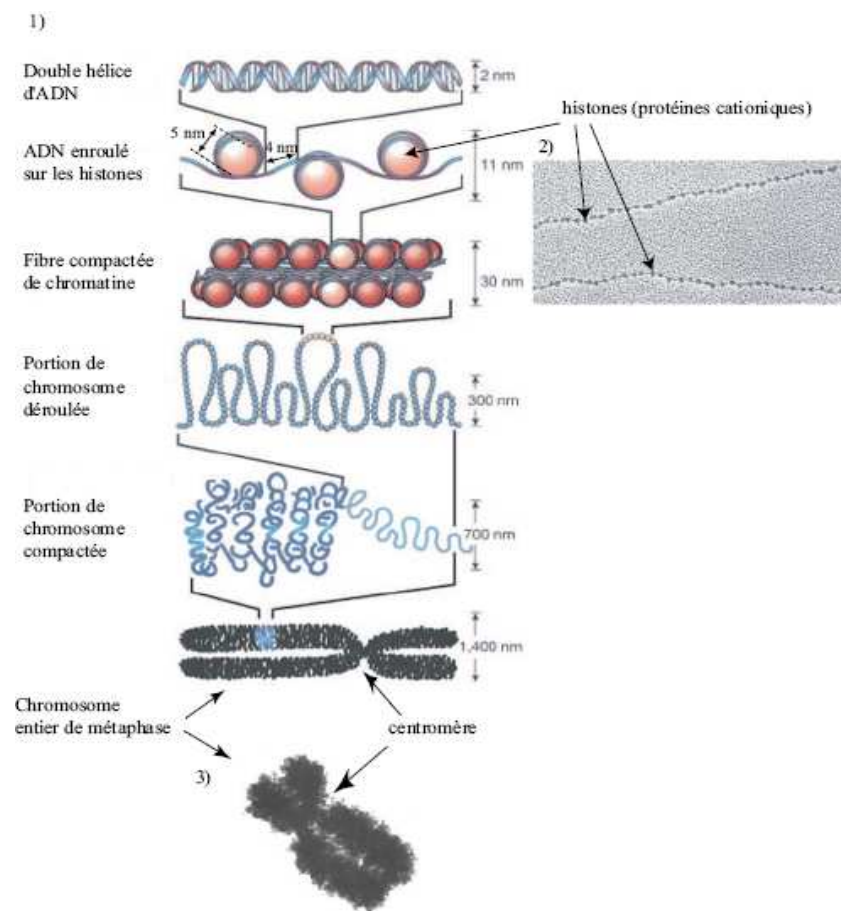 1)
Double hélice
d'ADN
2 nm
histones (protéines cationiques)
5 nm
4 nm
ADN enroulé
sur les histones
11 nm
2)
Fibre compactée
de chromatine
30 nm
Portion de
chromosome
déroulée
300 nm
Portion de
chromosome
compactée
700 nm
1,400 nm
Chromosome
entier de métaphase
centromère
3)